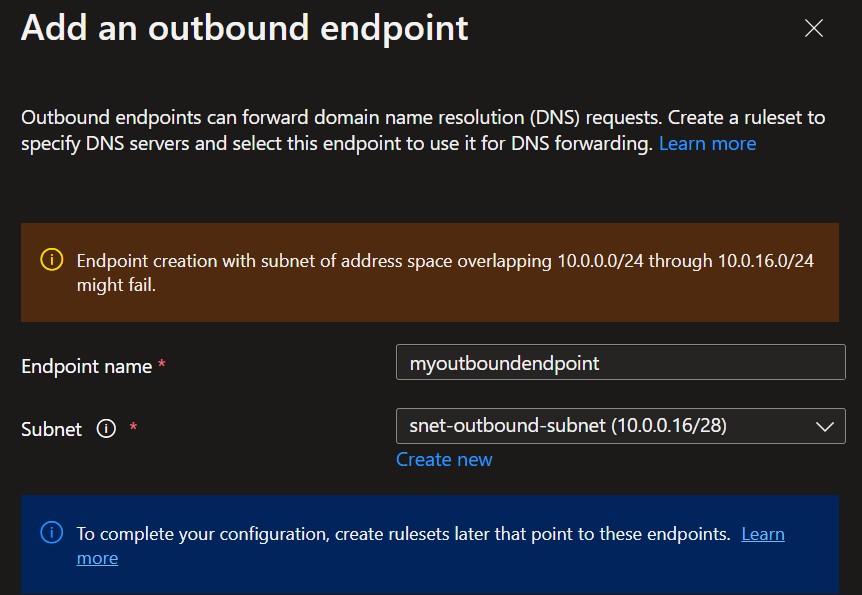 Add an outbound endpoint
Outbound endpoints can forward domain name resolution (DNS) requests. Create a ruleset to
specify DNS servers and select this endpoint to use it for DNS forwarding. Learn more
Endpoint creation with subnet of address space overlapping 10.0.0.0/24 through 10.0.16.0/24
might fail.
Endpoint name *
myoutboundendpoint
Subnet *
snet-outbound-subnet (10.0.0.16/28)
Create new
To complete your configuration, create rulesets later that point to these endpoints. Learn
more